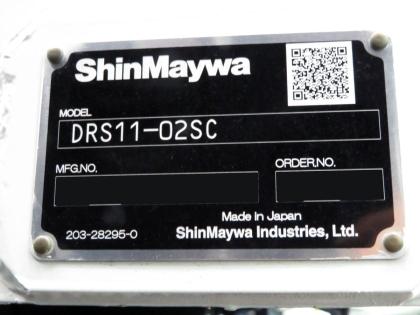 ShinMaywa
MODEL
DRS11-02SC
MFG.NO.
ORDER.NO.
Made in Japan
203-28295-0
ShinMaywa Industries, Ltd.